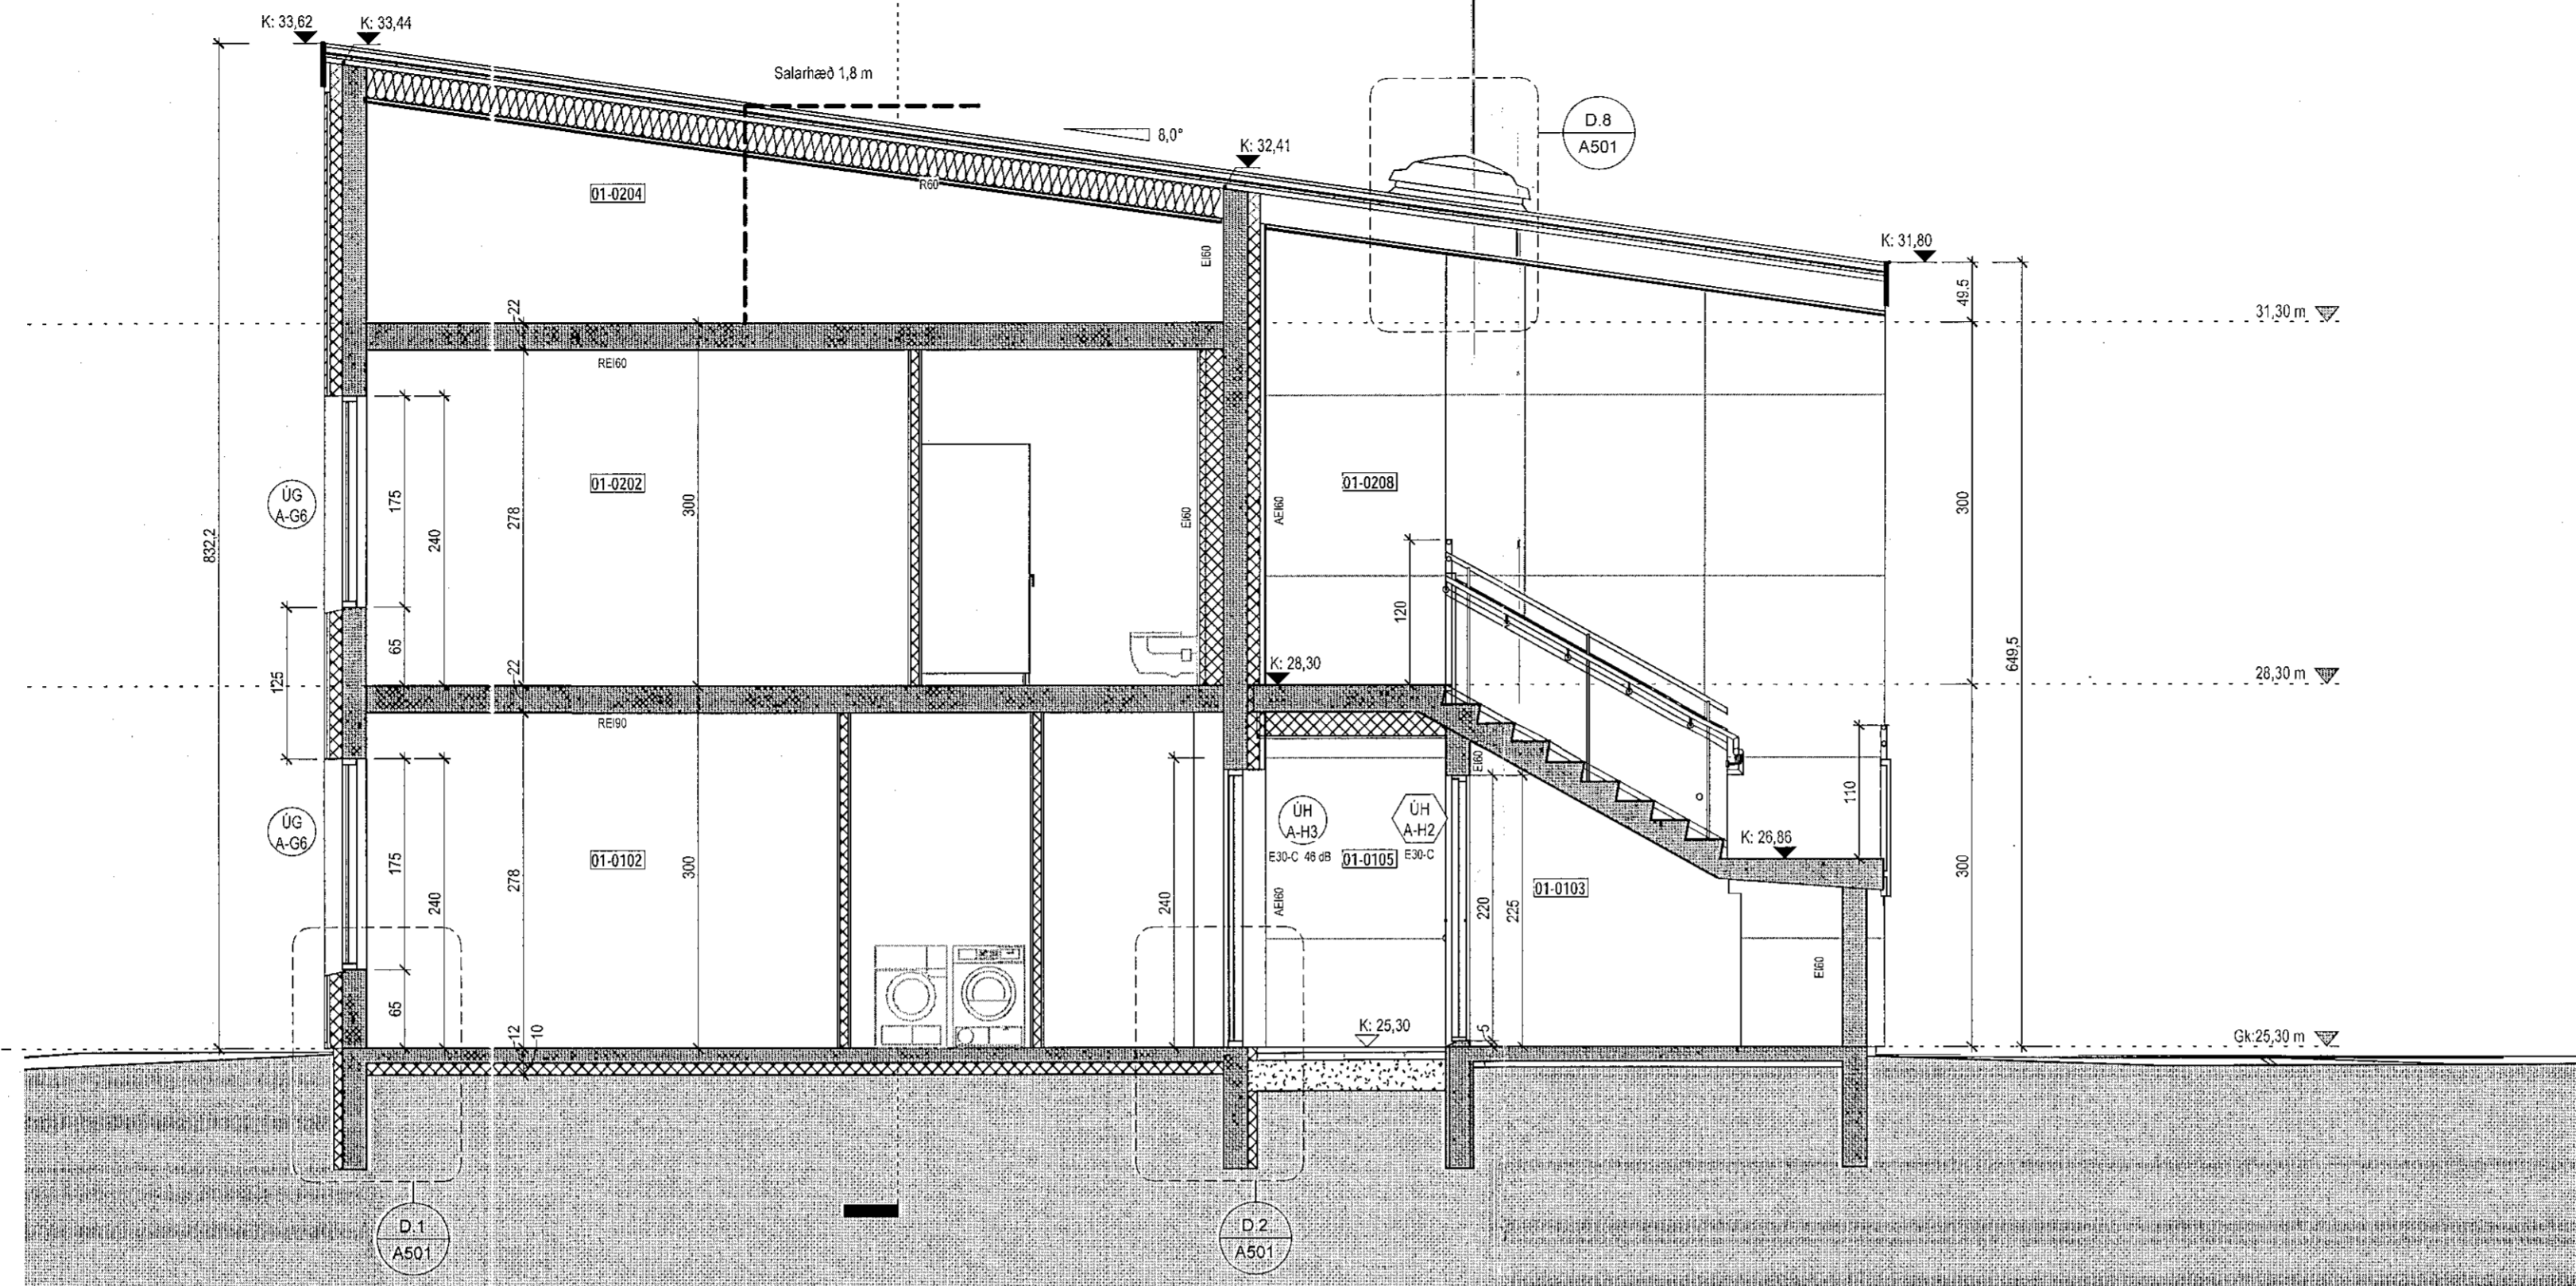 K: 33,62
K: 33,44
Salarhæð 1,8 m
8,0°
K: 32,41
D.8
A501
R60
01-0204
EI60
K: 31,80
49,5
31,30 m
22
REI60
ÚG
A-G6
175
240
65
278
01-0202
300
EI60
AEI60
01-0208
120
300
832,2
649,5
125
22
K: 28,30
28,30 m
REI90
EI60
ÚG
A-G6
175
240
65
278
01-0102
300
240
ÚH
A-H3
E30-C 46 dB
ÚH
A-H2
E30-C
01-0105
AEI60
220
225
01-0103
K: 26,86
110
300
EI60
12
10
K: 25,30
5
Gk:25,30 m
D.1
A501
D.2
A501